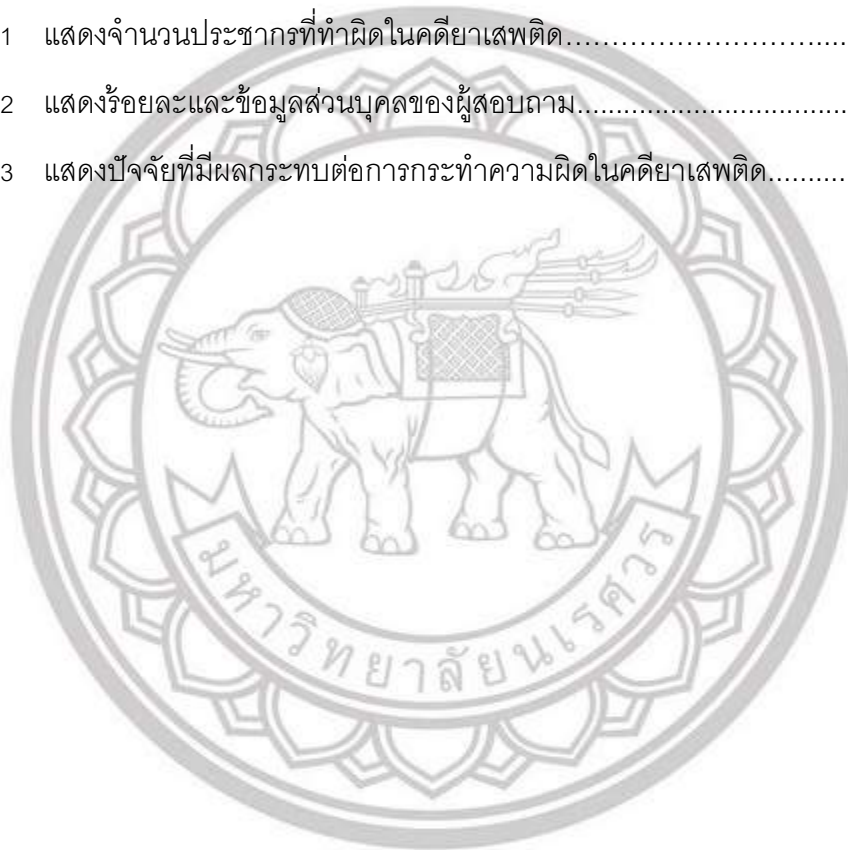 1 แสดงจำนวนประชากรที่ทำผิดในคดียาเสพติด................................
2 แสดงร้อยละและข้อมูลส่วนบุคลของผู้สอบถาม..................................
3 แสดงปัจจัยที่มีผลกระทบต่อการกระทำความผิดในคดียาเสพติด..........
มหาวิทยาลัยนเรศวร